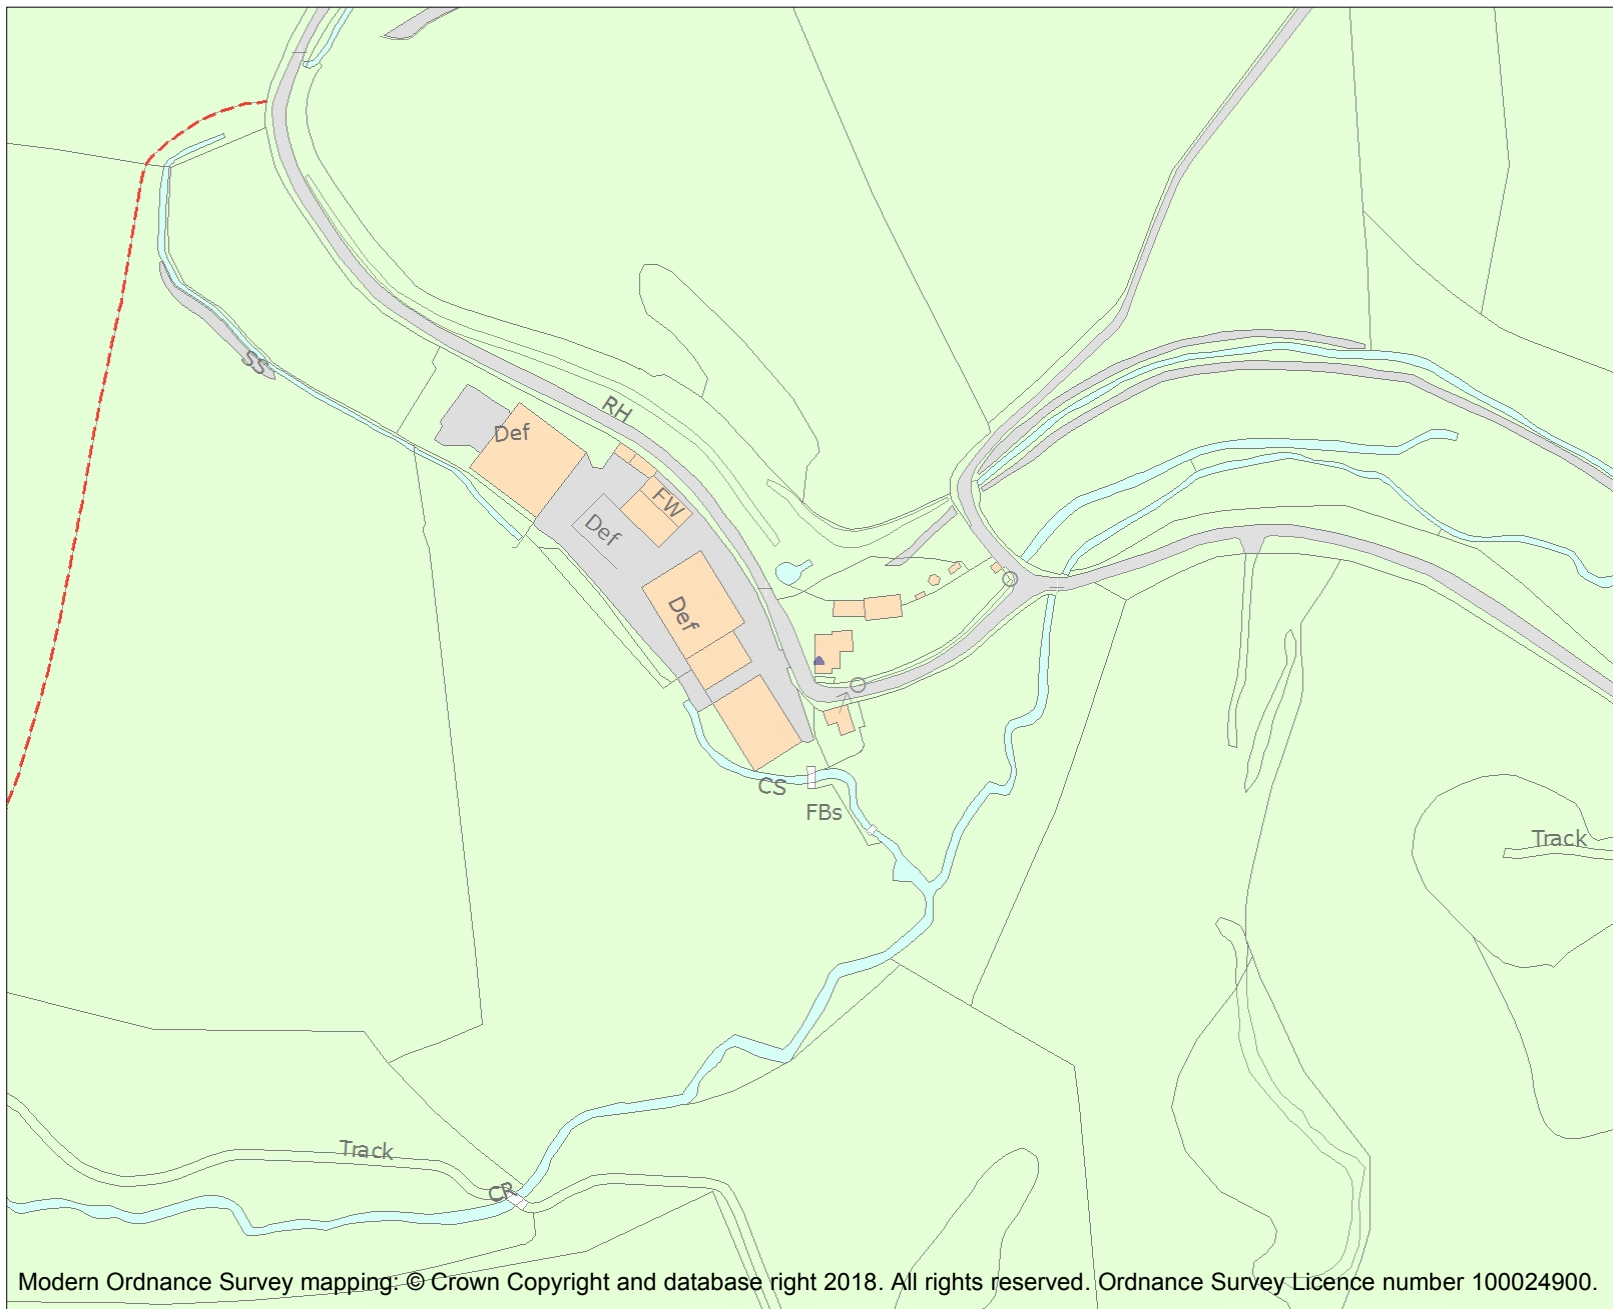 SS
RH
Def
FW
Def
Def
CS
FBs
Track
Track
CR
Modern Ordnance Survey mapping: © Crown Copyright and database right 2018. All rights reserved. Ordnance Survey Licence number 100024900.